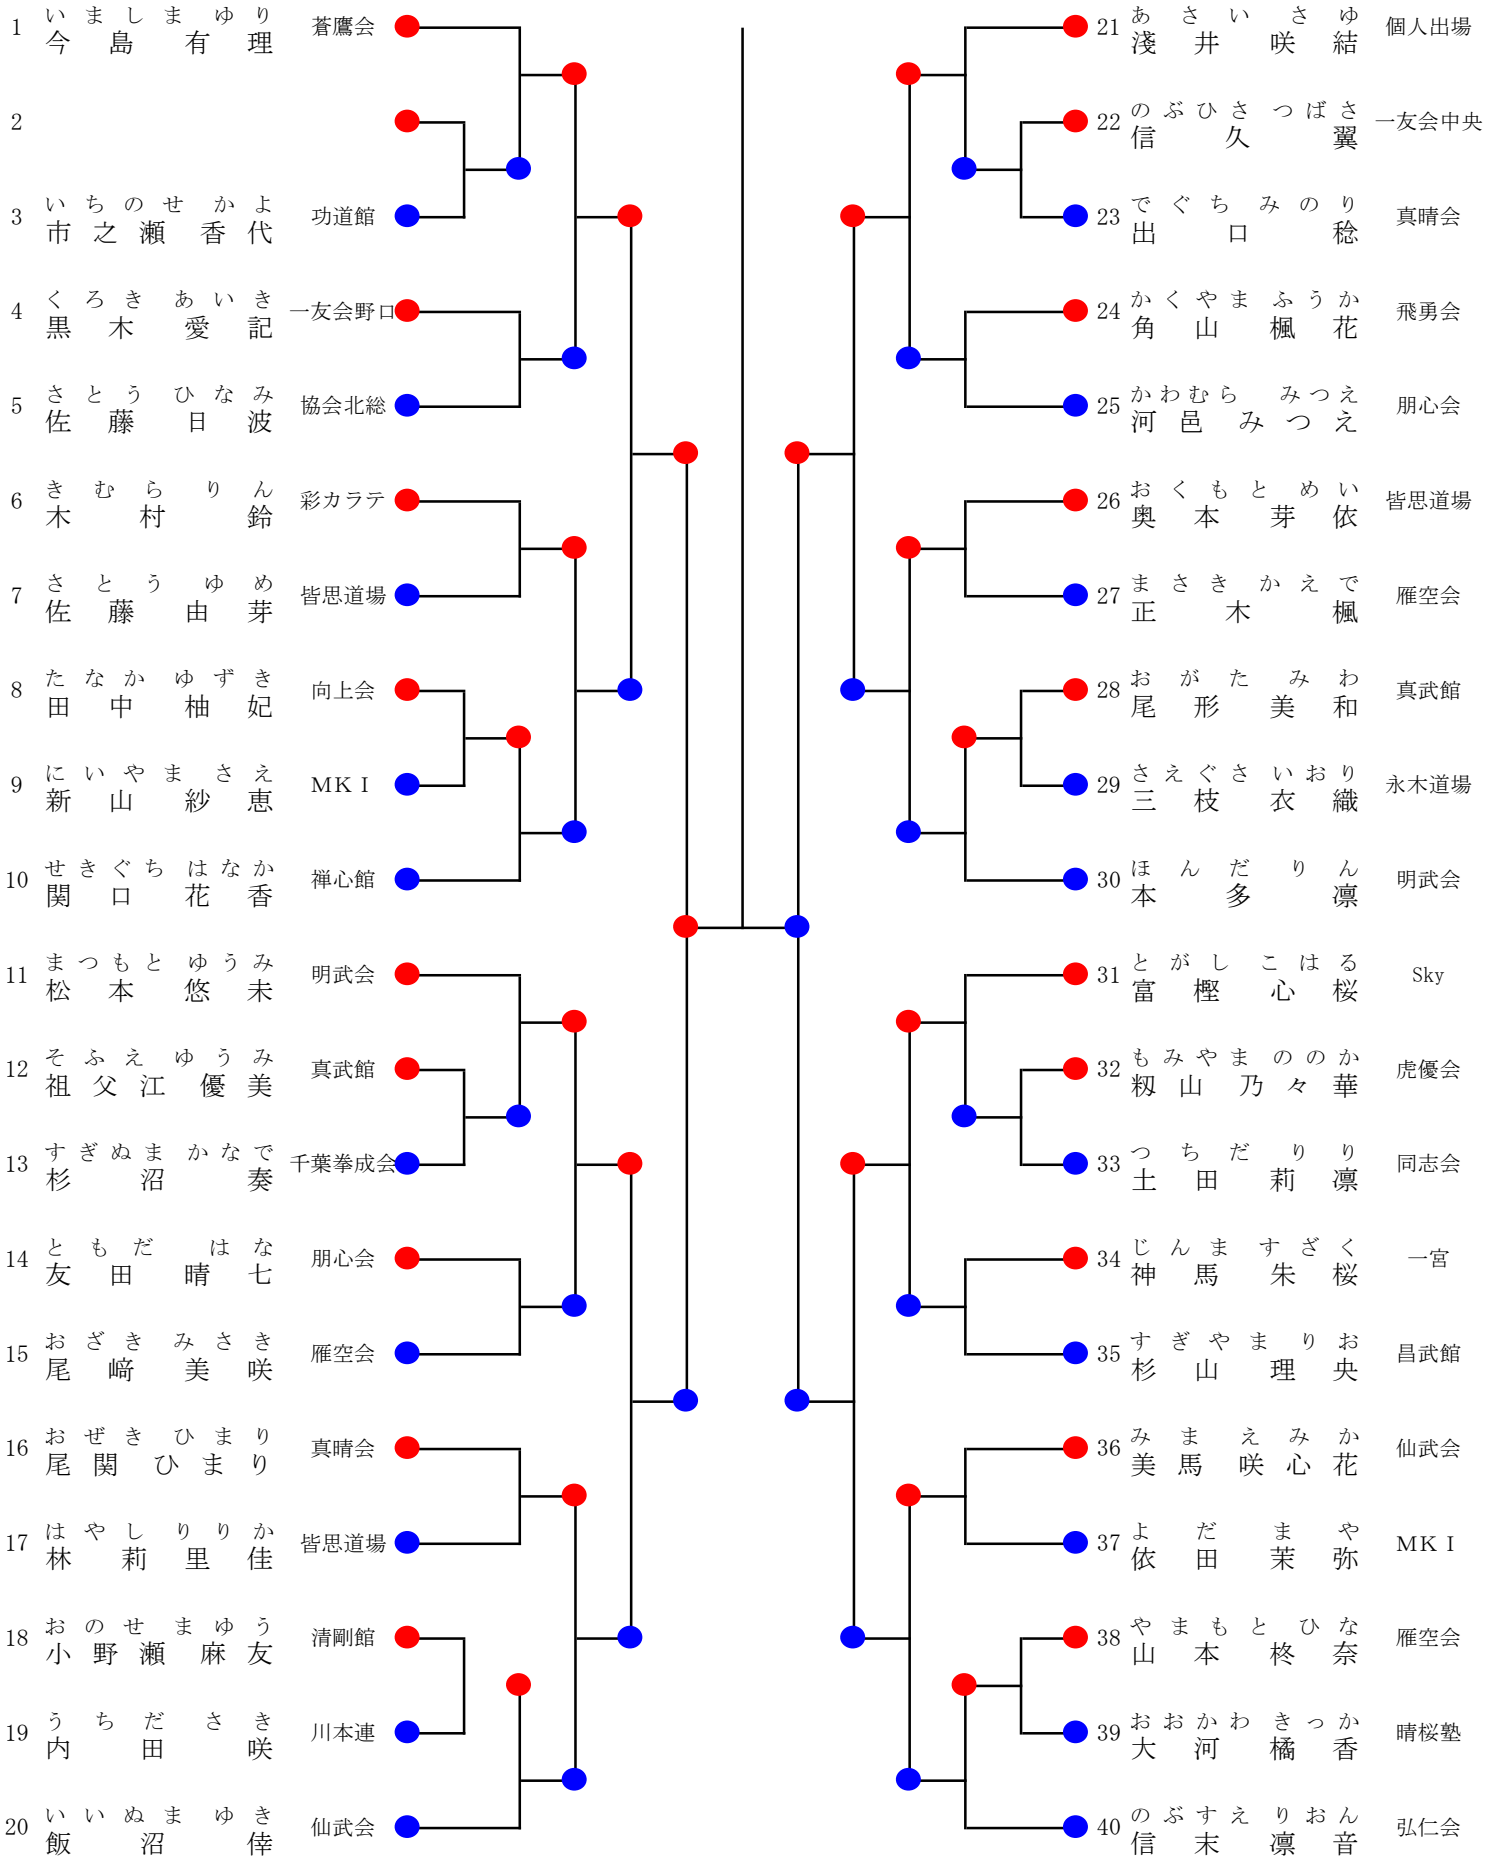 いましま ゆり
1 今島 有理 蒼鷹会
2
いちのせ かよ
3 市之瀬 香代 功道館
くろき あいき
4 黒木 愛記 一友会野口
さとう ひなみ
5 佐藤 日波 協会北総
きむら りん
6 木村 鈴 彩カラテ
さとう ゆめ
7 佐藤 由芽 皆思道場
たなか ゆずき
8 田中 柚妃 向上会
にいやま さえ
9 新山 紗恵 MKI
せきぐち はなか
10 関口 花香 禅心館
まつもと ゆうみ
11 松本 悠未 明武会
そふえ ゆうみ
12 祖父江 優美 真武館
すぎぬま かなで
13 杉沼 奏 千葉拳成会
ともだ はな
14 友田 晴七 朋心会
おざき みさき
15 尾﨑 美咲 雁空会
おぜき ひまり
16 尾関 ひまり 真晴会
はやし りりか
17 林 莉里佳 皆思道場
おのせ まゆう
18 小野瀬 麻友 清剛館
うちだ さき
19 内田 咲 川本連
いいぬま ゆき
20 飯沼 倖 仙武会
あさい さゆ
21 淺井 咲結 個人出場
のぶひさ つばさ
22 信久 翼 一友会中央
でぐち みのり
23 出口 稔 真晴会
かくやま ふうか
24 角山 楓花 飛勇会
かわむら みつえ
25 河邑 みつえ 朋心会
おくもと めい
26 奥本 芽依 皆思道場
まさき かえで
27 正木 楓 雁空会
おがた みわ
28 尾形 美和 真武館
さえぐさ いおり
29 三枝 衣織 永木道場
ほんだ りん
30 本多 凛 明武会
とがし こはる
31 富樫 心桜 Sky
もみやま ののか
32 籾山 乃々華 虎優会
つちだ りり
33 土田 莉凛 同志会
じんま すざく
34 神馬 朱桜 一宮
すぎやま りお
35 杉山 理央 昌武館
みま えみか
36 美馬 咲心花 仙武会
よだ まや
37 依田 茉弥 MKI
やまもと ひな
38 山本 柊奈 雁空会
おおかわ きっか
39 大河 橘香 晴桜塾
のぶすえ りおん
40 信末 凛音 弘仁会